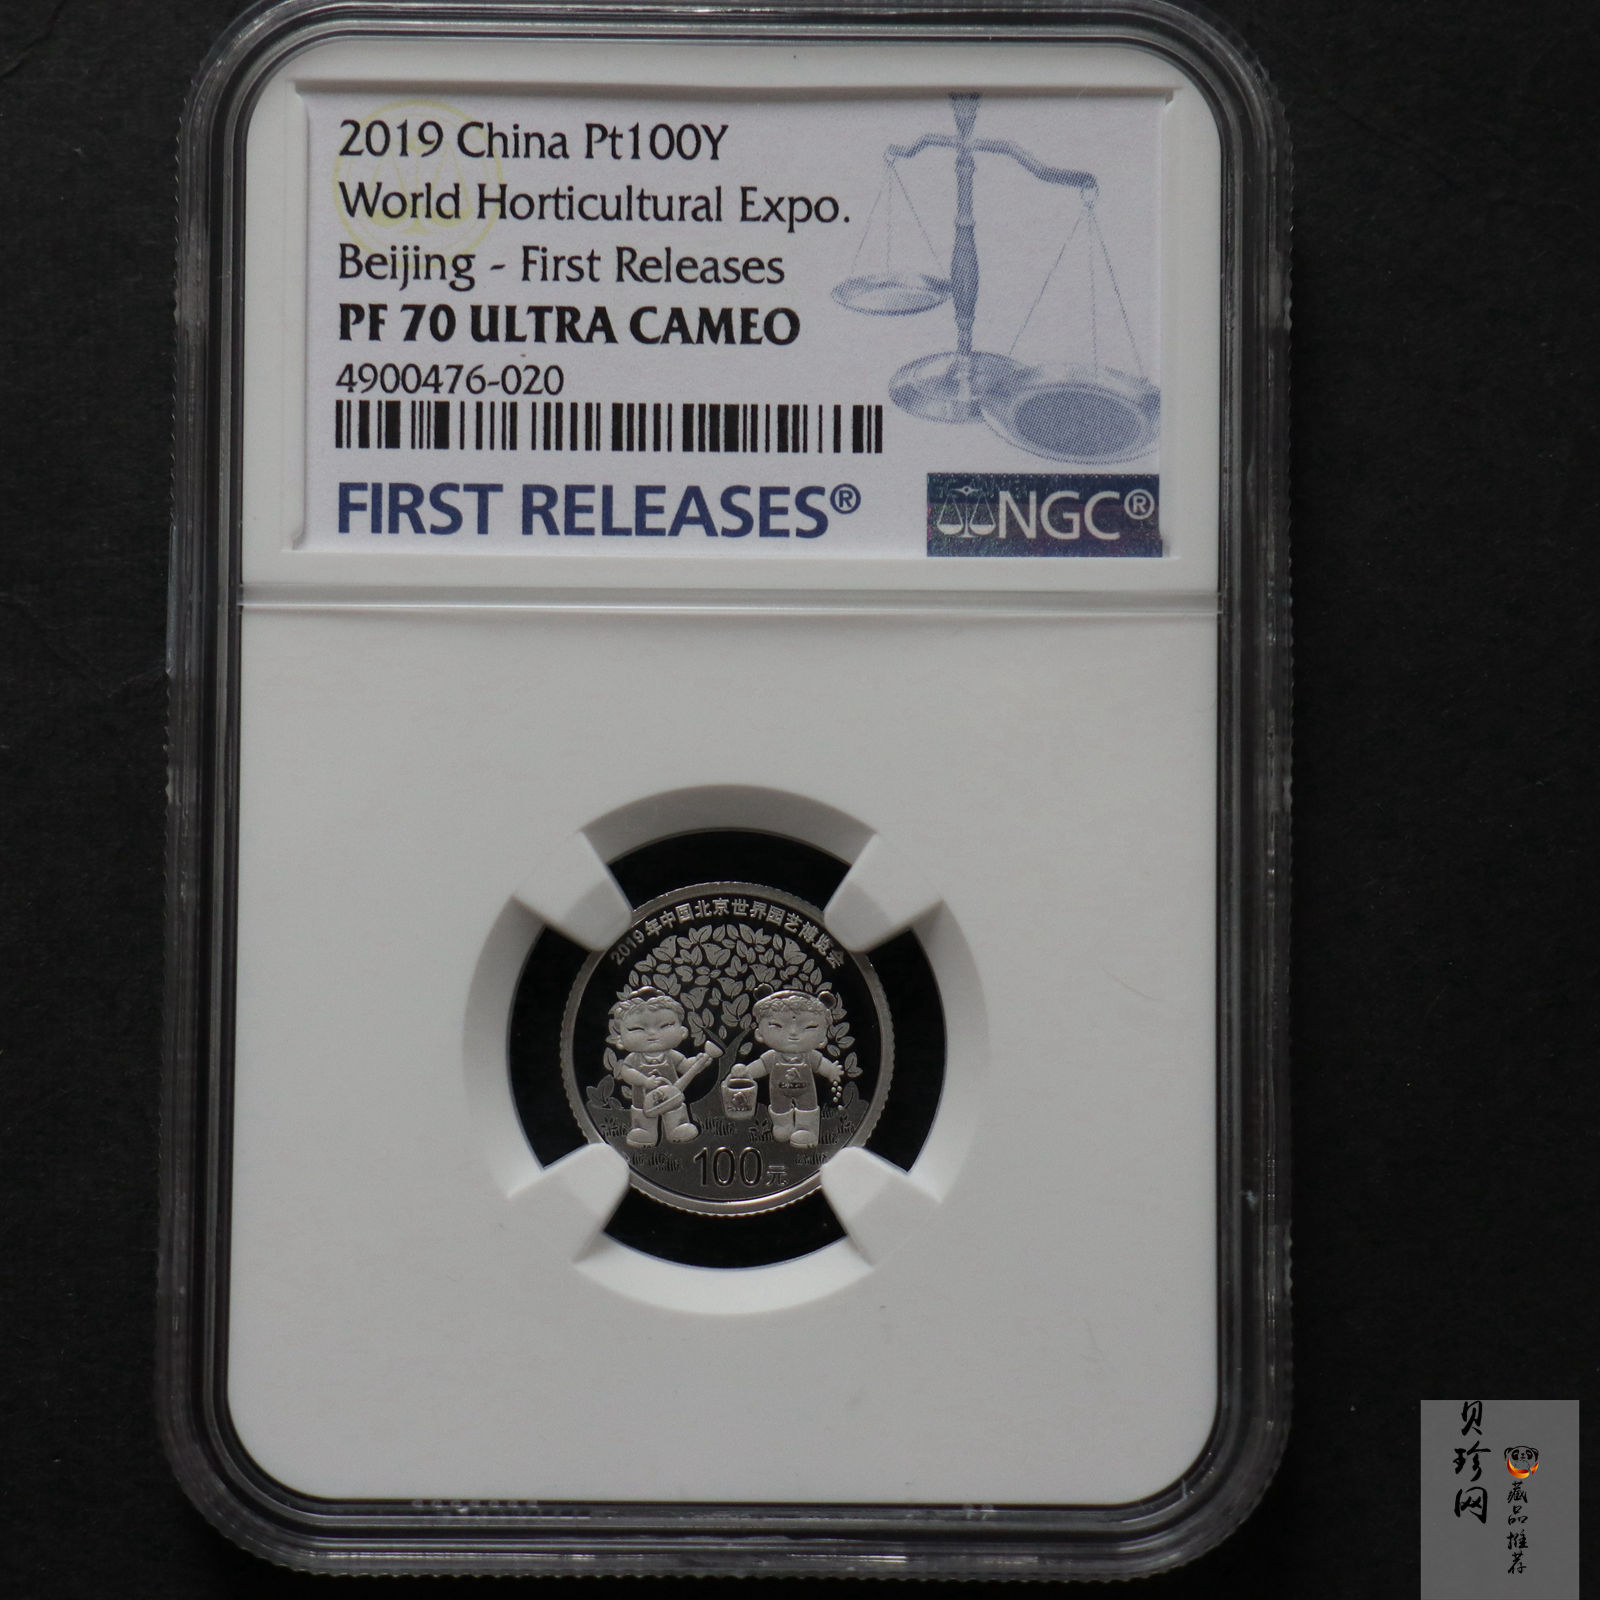 2019 China Pt100Y
World Horticultural Expo.
Beijing - First Releases
PF 70 ULTRA CAMEO
4900476-020
FIRST RELEASES®
NGC®
2019年中国北京世界园艺博览会
100元
贝珍网
藏品推荐